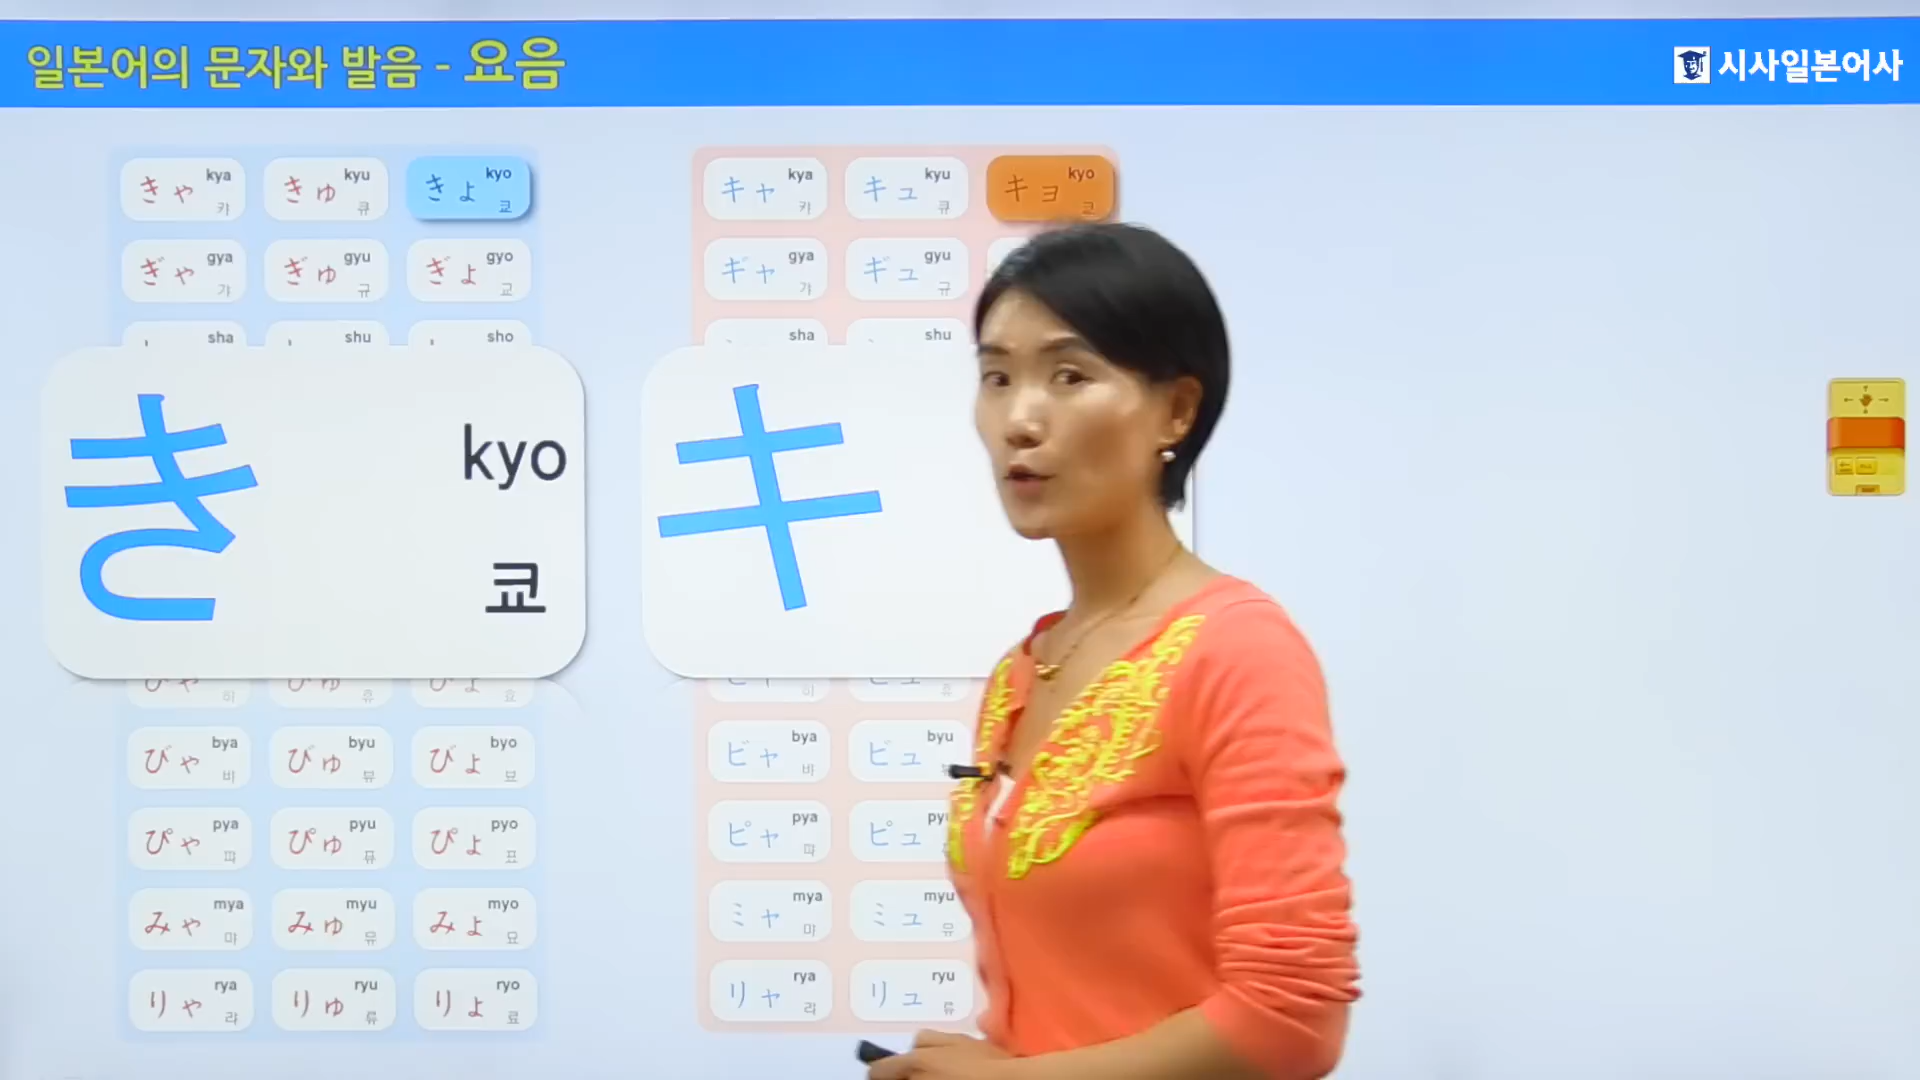 일본어의 문자와 발음 - 요음
시사일본어사
きゃ kya 캬
きゅ kyu 큐
きょ kyo 쿄
キャ kya 캬
キュ kyu 큐
キョ kyo 쿄
ぎゃ gya 갸
ぎゅ gyu 규
ぎょ gyo 교
ギャ gya 갸
ギュ gyu 규
sha
shu
sho
sha
shu
き kyo 쿄
キ
びゃ bya 뱌
びゅ byu 뷰
びょ byo 뵤
ビャ bya 뱌
ビュ byu
ぴゃ pya 퍄
ぴゅ pyu 퓨
ぴょ pyo 표
ピャ pya 퍄
ピュ pyu
みゃ mya 먀
みゅ myu 뮤
みょ myo 묘
ミャ mya 먀
ミュ myu 뮤
りゃ rya 랴
りゅ ryu 류
りょ ryo 료
リャ rya 랴
リュ ryu 류